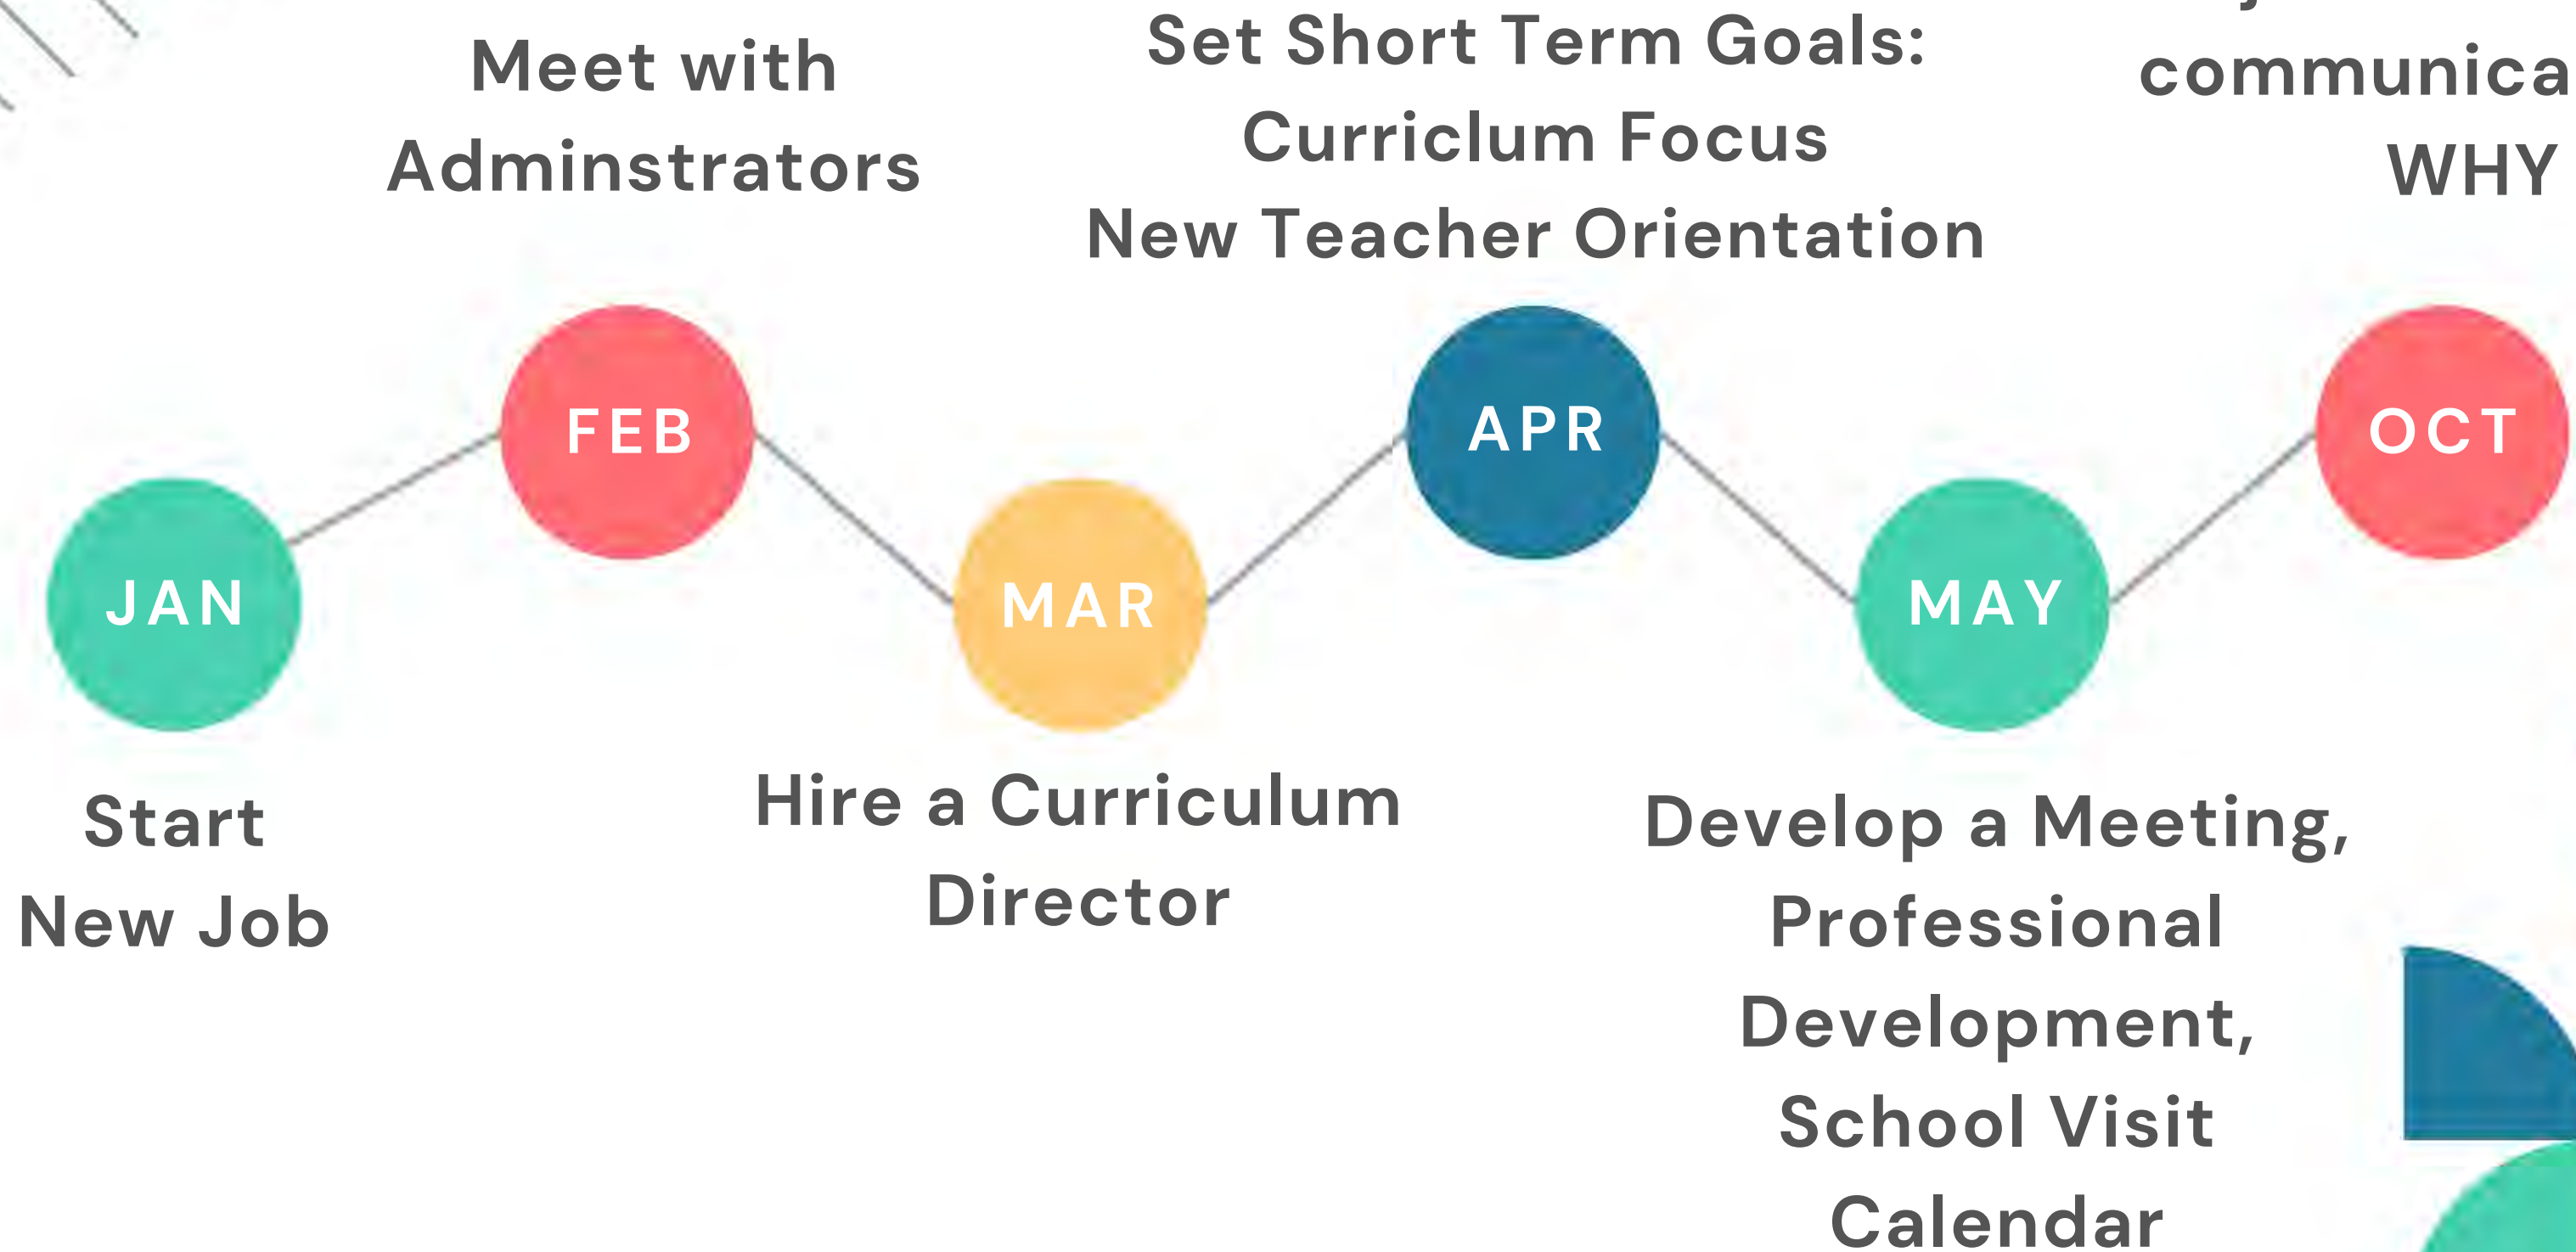 Meet with
Adminstrators
Set Short Term Goals:
Curriclum Focus
New Teacher Orientation
WHY
FEB
APR
OCT
JAN
MAR
MAY
Start
New Job
Hire a Curriculum
Director
Develop a Meeting,
Professional
Development,
School Visit
Calendar